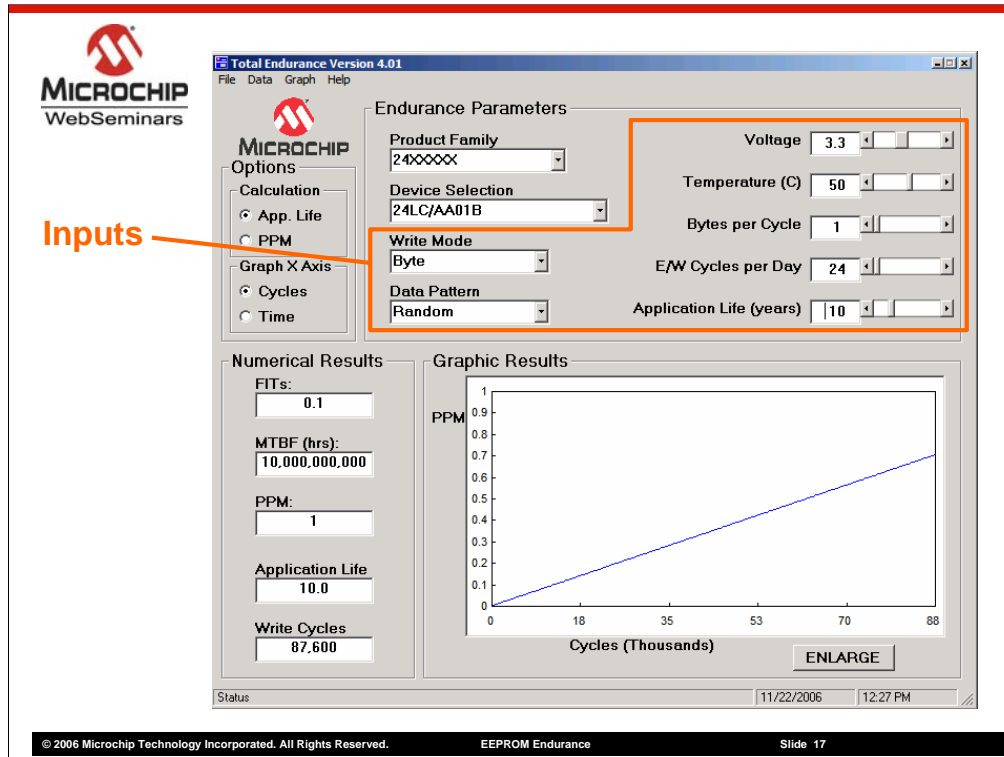 MICROCHIP
WebSeminars
Total Endurance Version 4.01
File Data Graph Help
MICROCHIP
Options
Calculation
App. Life
PPM
Graph X Axis
Cycles
Time
Endurance Parameters
Product Family
24XXXXX
Device Selection
24LC/AA01B
Write Mode
Byte
Data Pattern
Random
Voltage 3.3
Temperature (C) 50
Bytes per Cycle 1
E/W Cycles per Day 24
Application Life (years) 10
Inputs
Numerical Results
FITs:
0.1
MTBF (hrs):
10,000,000,000
PPM:
1
Application Life
10.0
Write Cycles
87,600
Graphic Results
PPM
1
0.9
0.8
0.7
0.6
0.5
0.4
0.3
0.2
0.1
0
0 18 35 53 70 88
Cycles (Thousands)
ENLARGE
Status 11/22/2006 12:27 PM
© 2006 Microchip Technology Incorporated. All Rights Reserved. EEPROM Endurance Slide 17